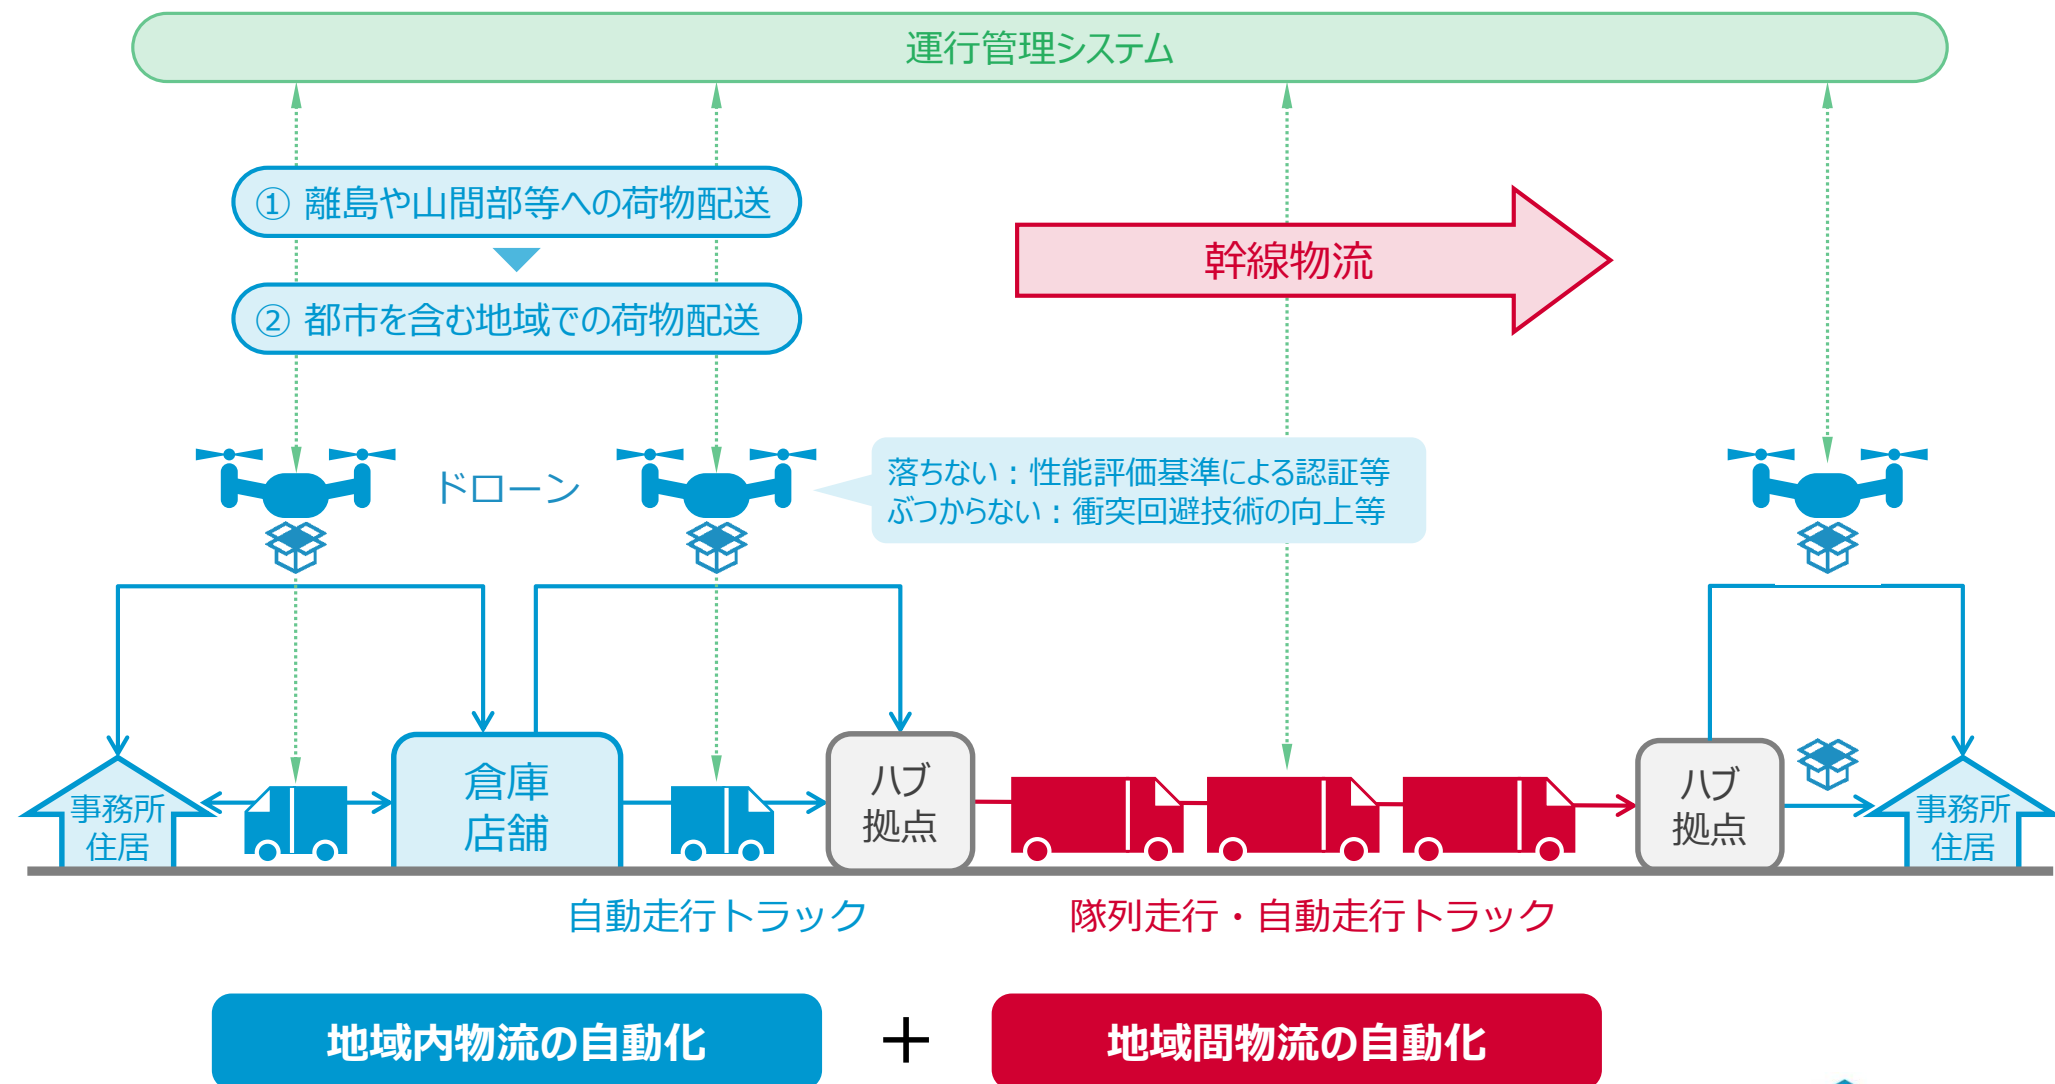 運行管理システム
① 離島や山間部等への荷物配送
② 都市を含む地域での荷物配送
幹線物流
ドローン
落ちない：性能評価基準による認証等
ぶつからない：衝突回避技術の向上等
事務所
住居
倉庫
店舗
ハブ
拠点
ハブ
拠点
事務所
住居
自動走行トラック
隊列走行・自動走行トラック
地域内物流の自動化
＋
地域間物流の自動化